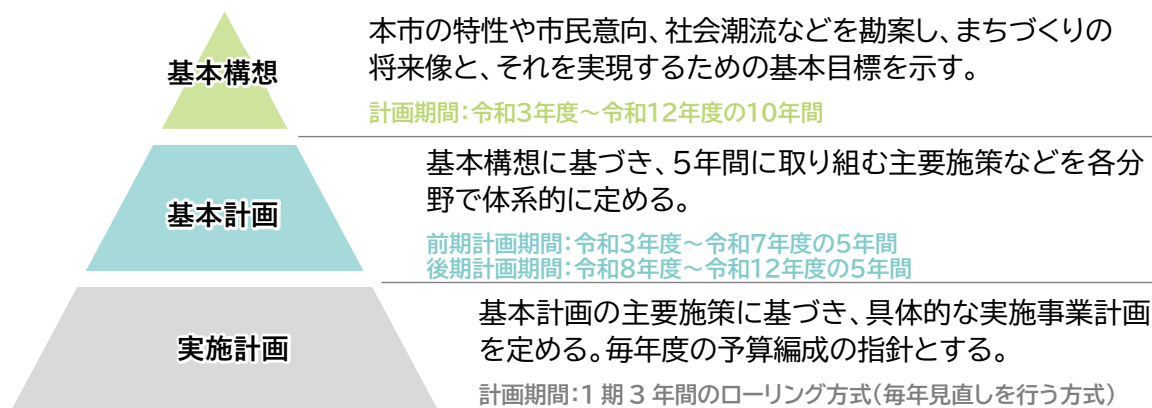 基本構想
本市の特性や市民意向、社会潮流などを勘案し、まちづくりの
将来像と、それを実現するための基本目標を示す。
計画期間：令和3年度～令和12年度の10年間
基本計画
基本構想に基づき、5年間に取り組む主要施策などを各分
野で体系的に定める。
前期計画期間：令和3年度～令和7年度の5年間
後期計画期間：令和8年度～令和12年度の5年間
実施計画
基本計画の主要施策に基づき、具体的な実施事業計画
を定める。毎年度の予算編成の指針とする。
計画期間：1 期 3 年間のローリング方式（毎年見直しを行う方式）